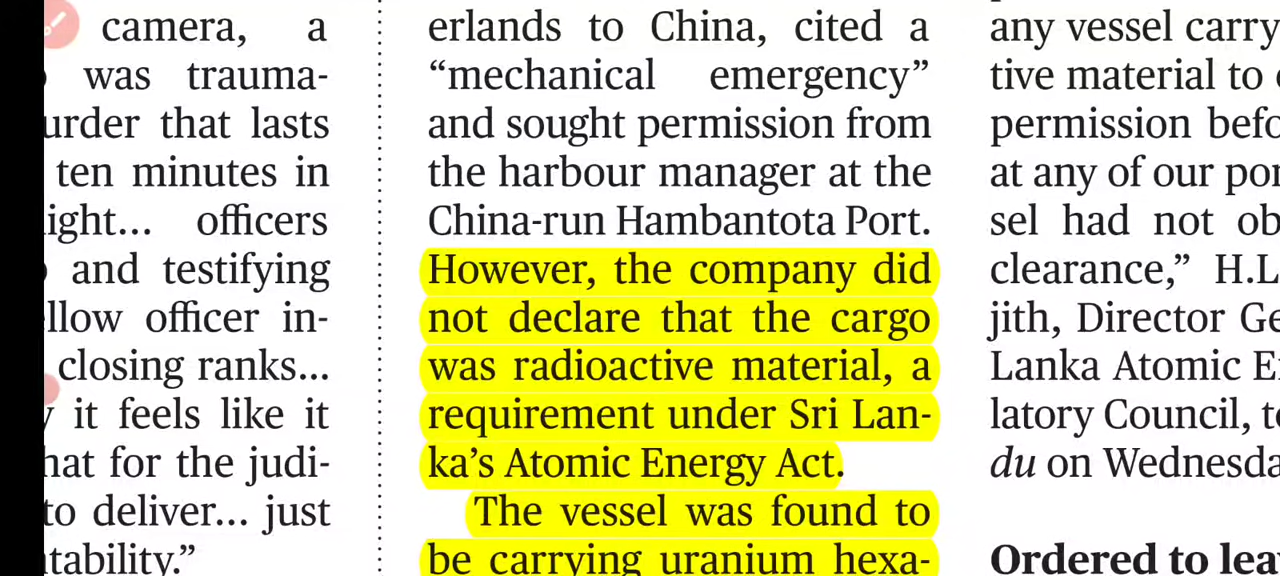 camera, a
was trauma-
that lasts
ten minutes in
officers
and testifying
officer in-
closing ranks...
it feels like it
for the judi-
to deliver... just
erlands to China, cited a
“mechanical emergency”
and sought permission from
the harbour manager at the
China-run Hambantota Port.
However, the company did
not declare that the cargo
was radioactive material, a
requirement under Sri Lan-
ka’s Atomic Energy Act.
The vessel was found to
be carrying uranium hexa-
any vessel carry
tive material to
permission befo
at any of our por
sel had not ob
clearance,” H.L
jith, Director Ge
Lanka Atomic E
latory Council, t
du on Wednesda
Ordered to lea